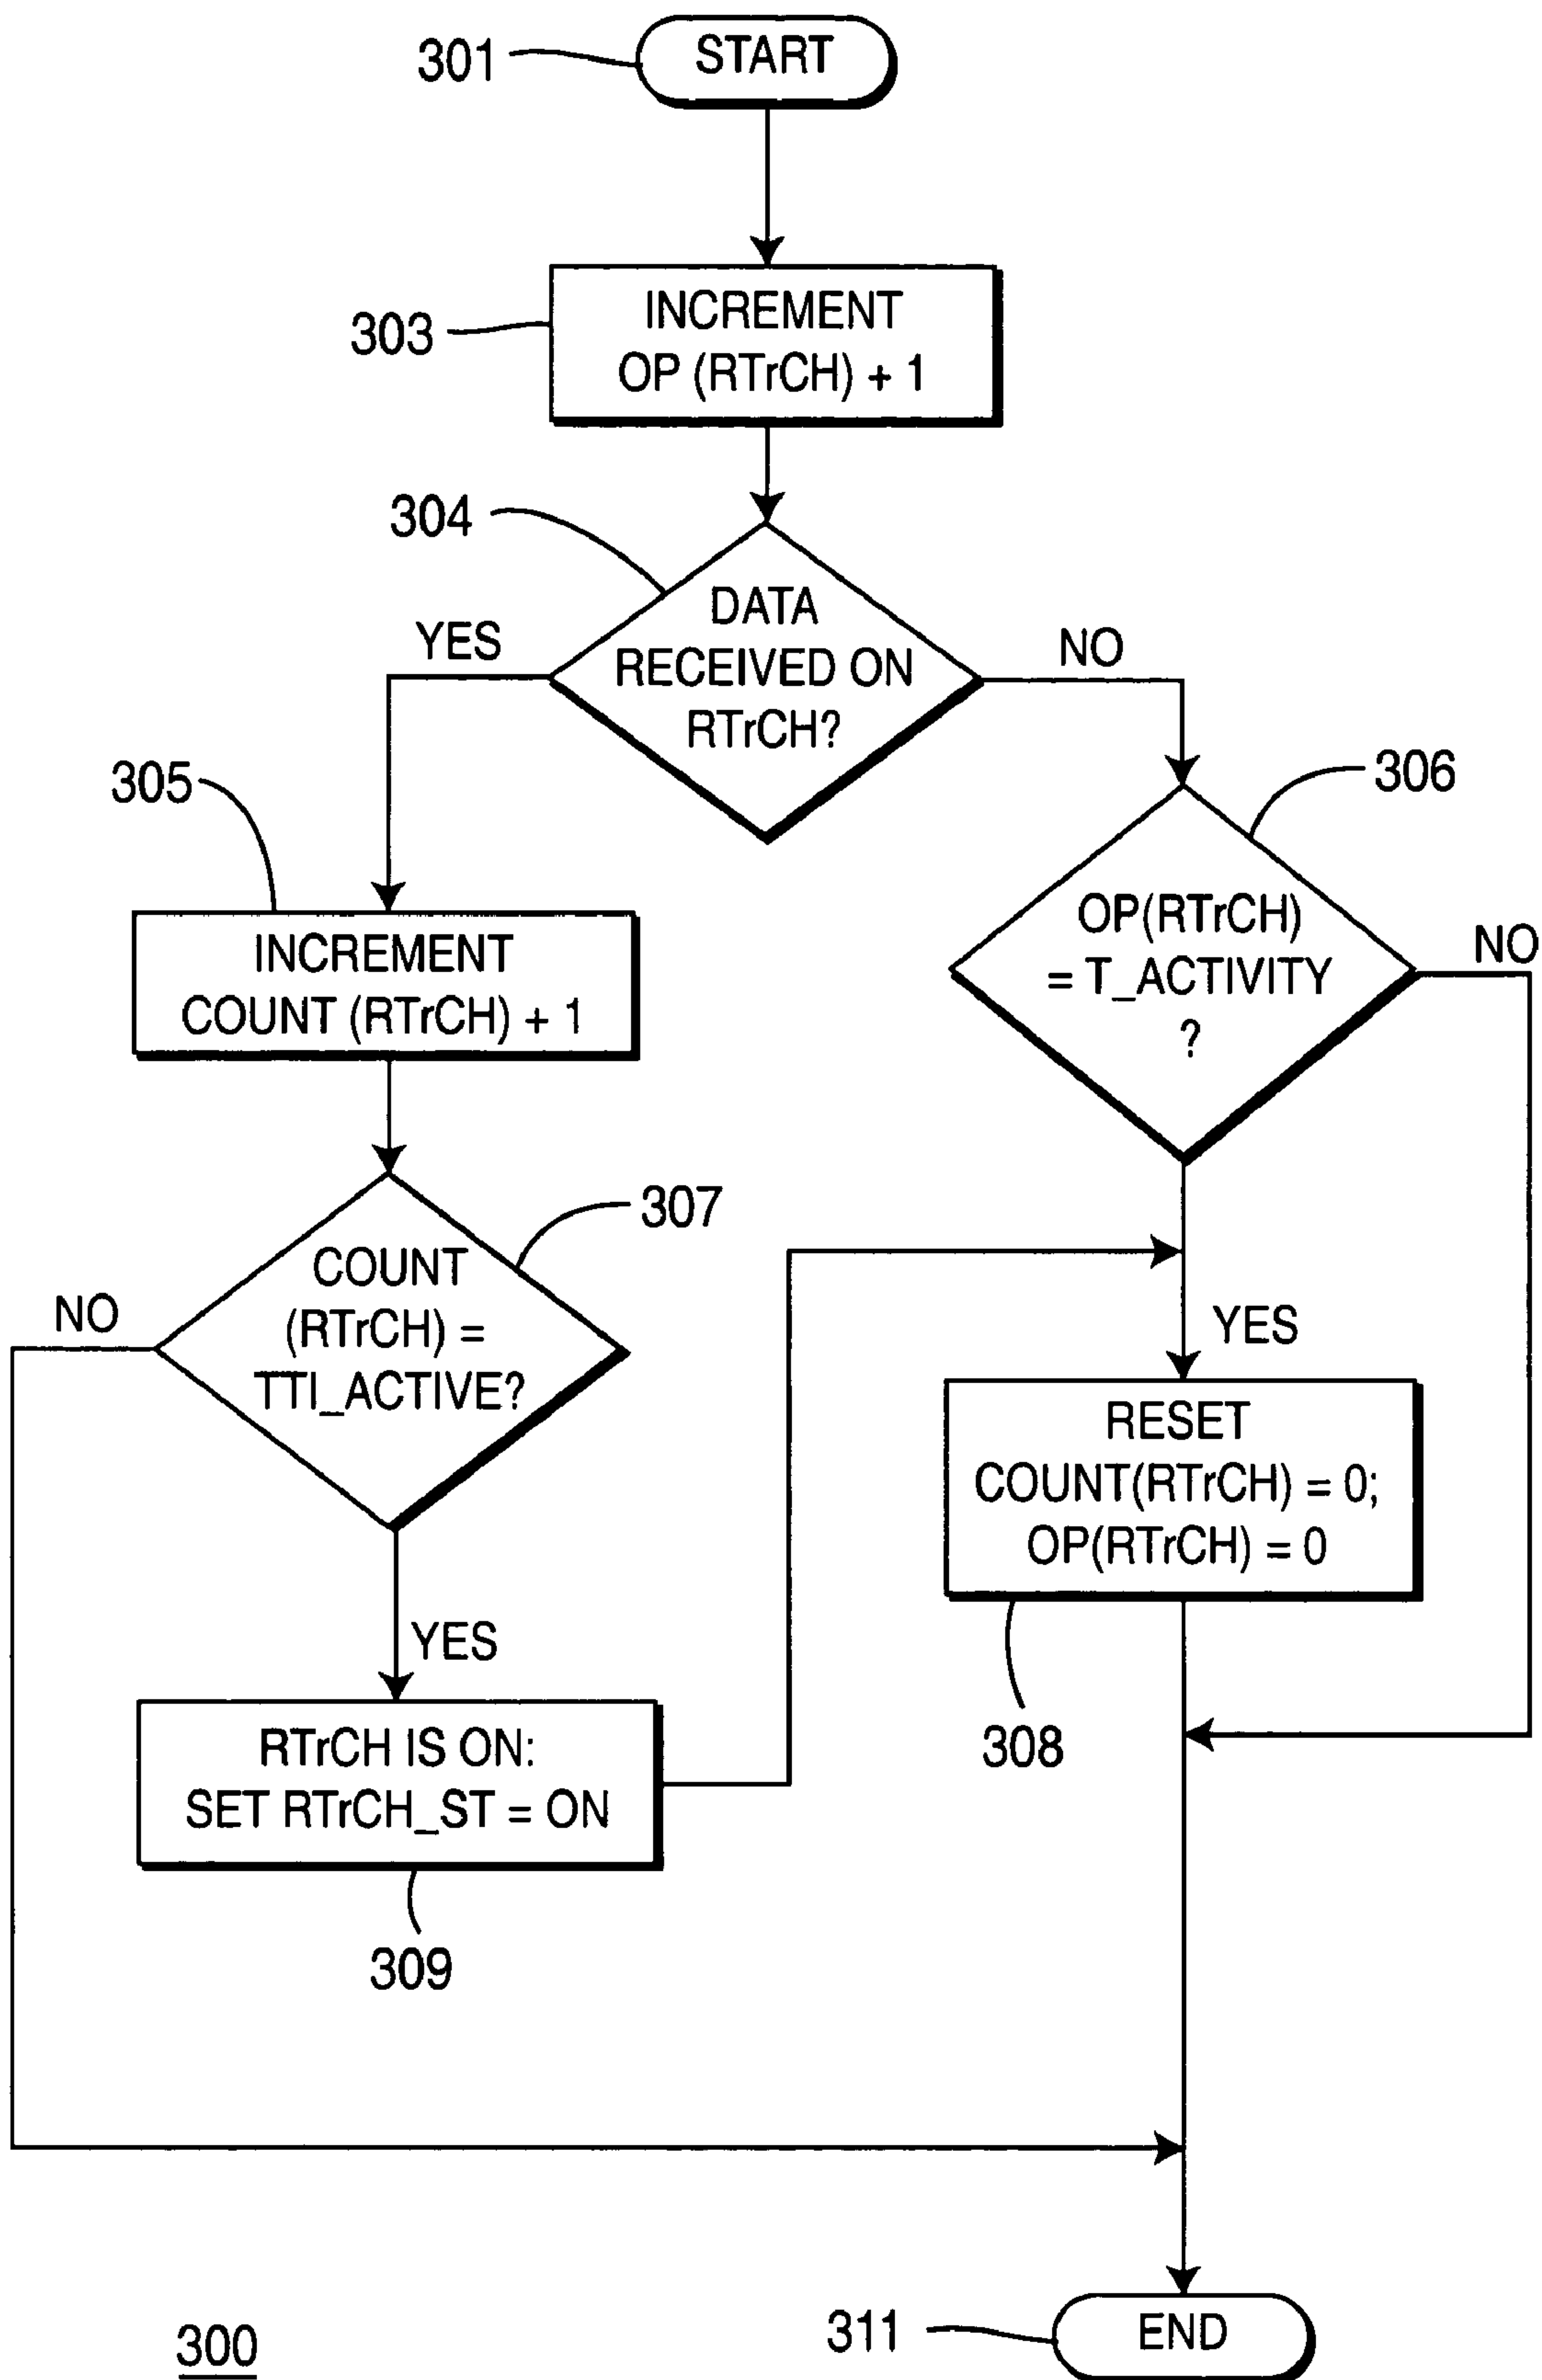 301
START
303
INCREMENT
OP (RTrCH) + 1
304
DATA
RECEIVED ON
RTrCH?
YES
NO
305
306
INCREMENT
COUNT (RTrCH) + 1
OP(RTrCH)
= T_ACTIVITY
?
NO
307
COUNT
(RTrCH) =
TTI_ACTIVE?
NO
YES
YES
RESET
COUNT(RTrCH) = 0;
OP(RTrCH) = 0
308
RTrCH IS ON:
SET RTrCH_ST = ON
309
311
END
300